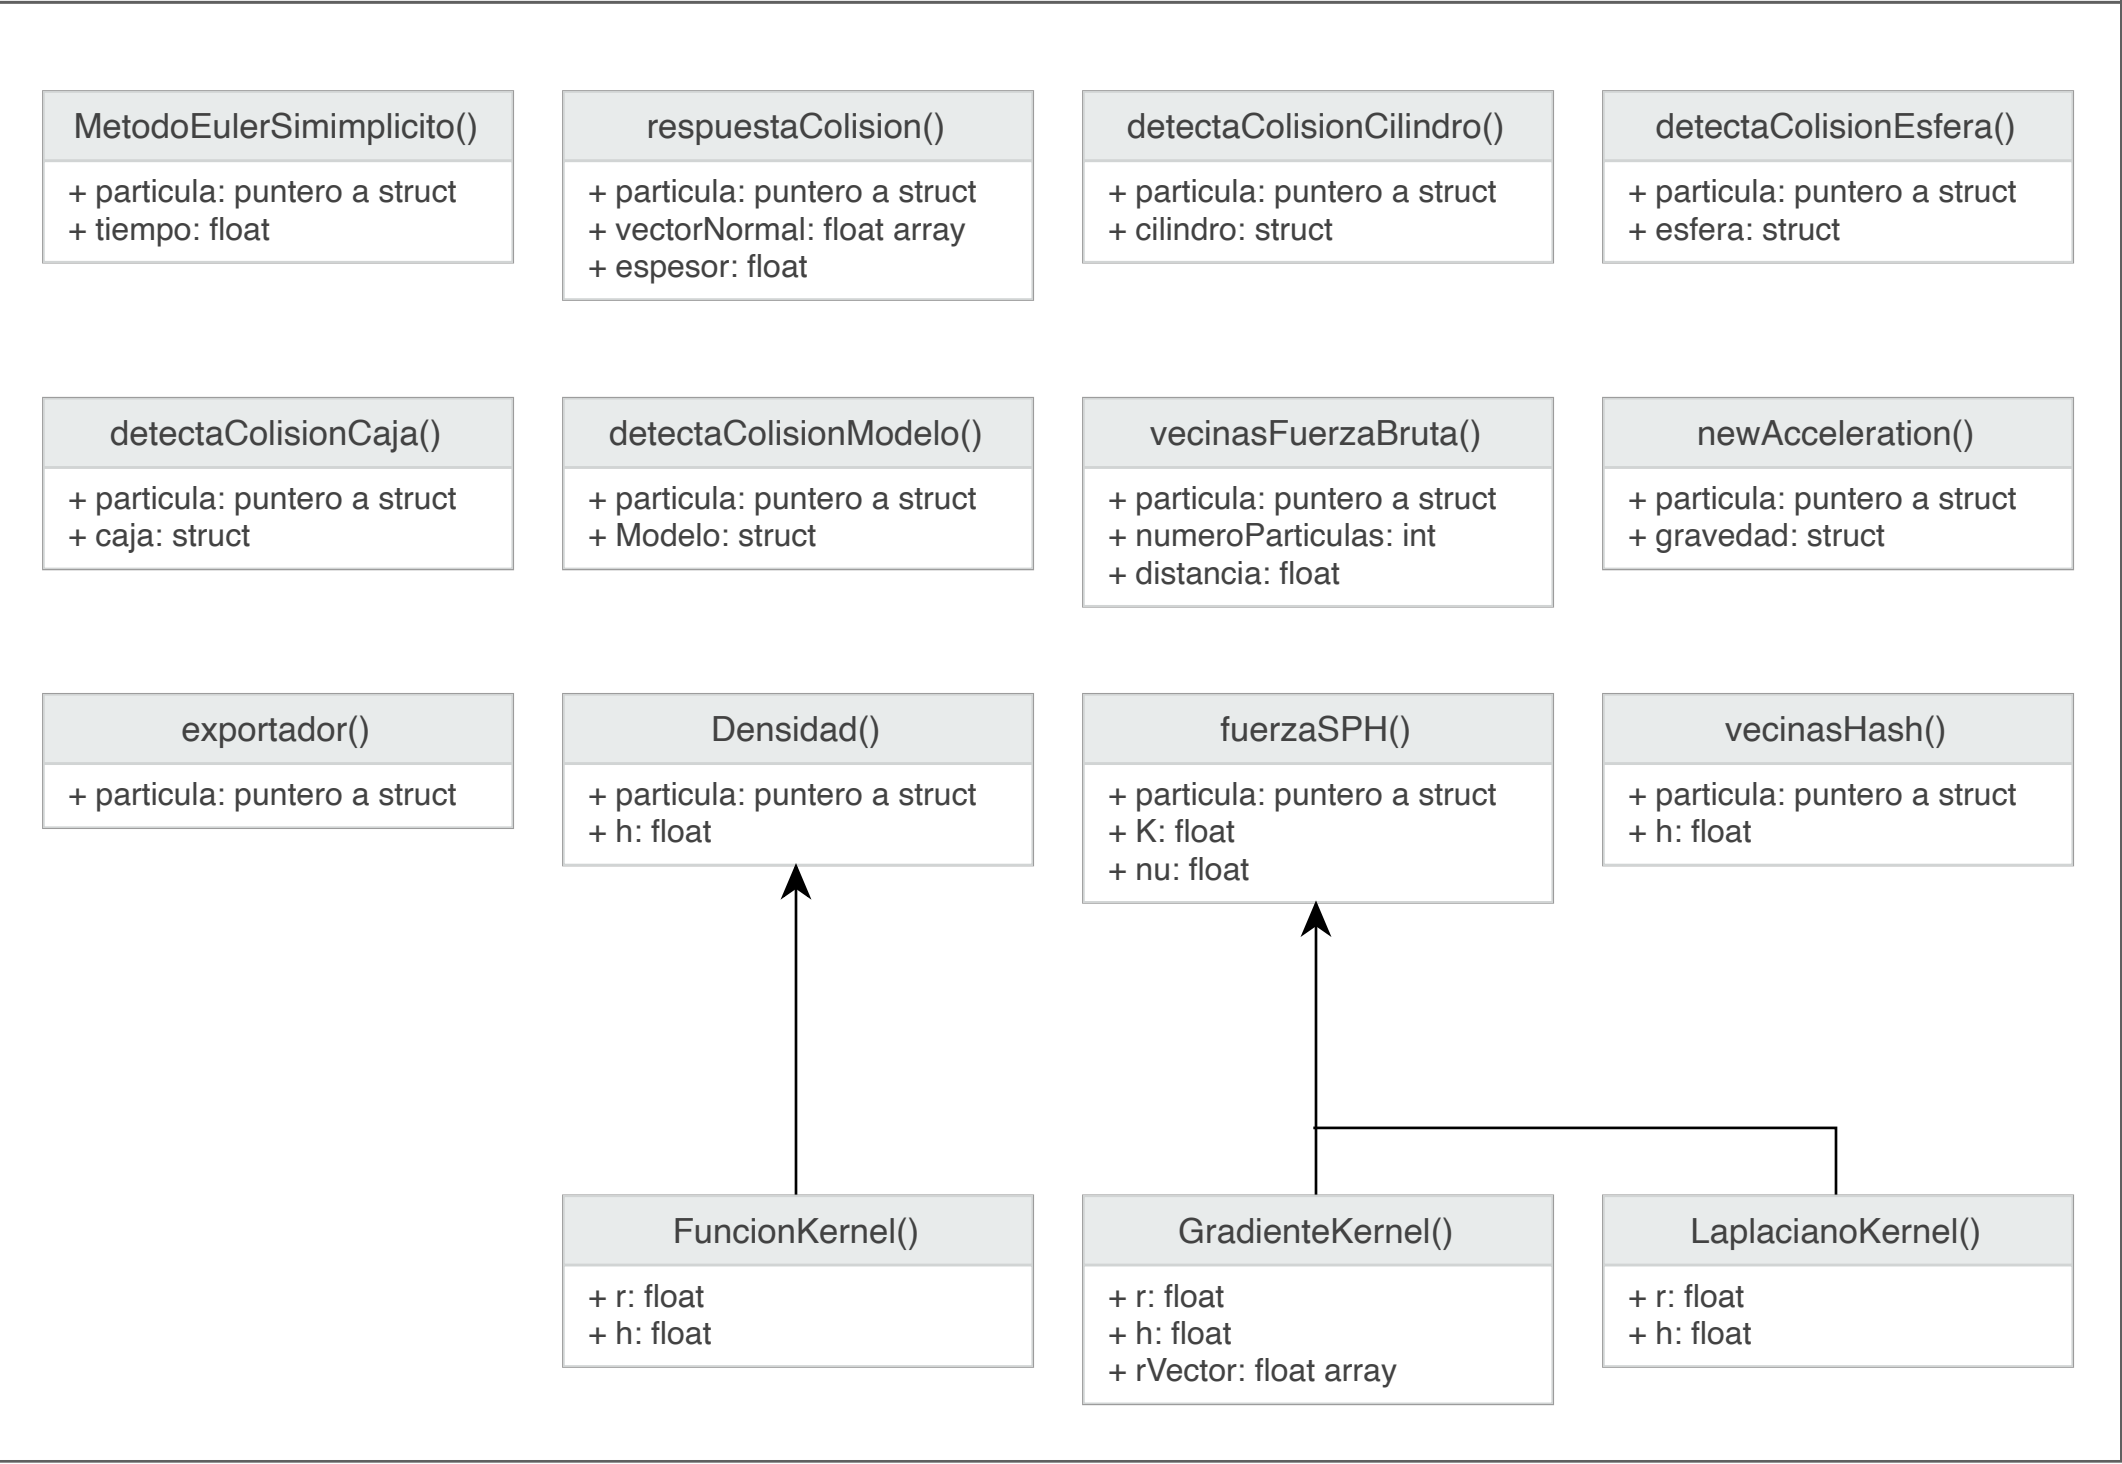 MetodoEulerSimimplicito()
+ particula: puntero a struct
+ tiempo: float
respuestaColision()
+ particula: puntero a struct
+ vectorNormal: float array
+ espesor: float
detectaColisionCilindro()
+ particula: puntero a struct
+ cilindro: struct
detectaColisionEsfera()
+ particula: puntero a struct
+ esfera: struct
detectaColisionCaja()
+ particula: puntero a struct
+ caja: struct
detectaColisionModelo()
+ particula: puntero a struct
+ Modelo: struct
vecinasFuerzaBruta()
+ particula: puntero a struct
+ numeroParticulas: int
+ distancia: float
newAcceleration()
+ particula: puntero a struct
+ gravedad: struct
exportador()
+ particula: puntero a struct
Densidad()
+ particula: puntero a struct
+ h: float
fuerzaSPH()
+ particula: puntero a struct
+ K: float
+ nu: float
vecinasHash()
+ particula: puntero a struct
+ h: float
FuncionKernel()
+ r: float
+ h: float
GradienteKernel()
+ r: float
+ h: float
+ rVector: float array
LaplacianoKernel()
+ r: float
+ h: float